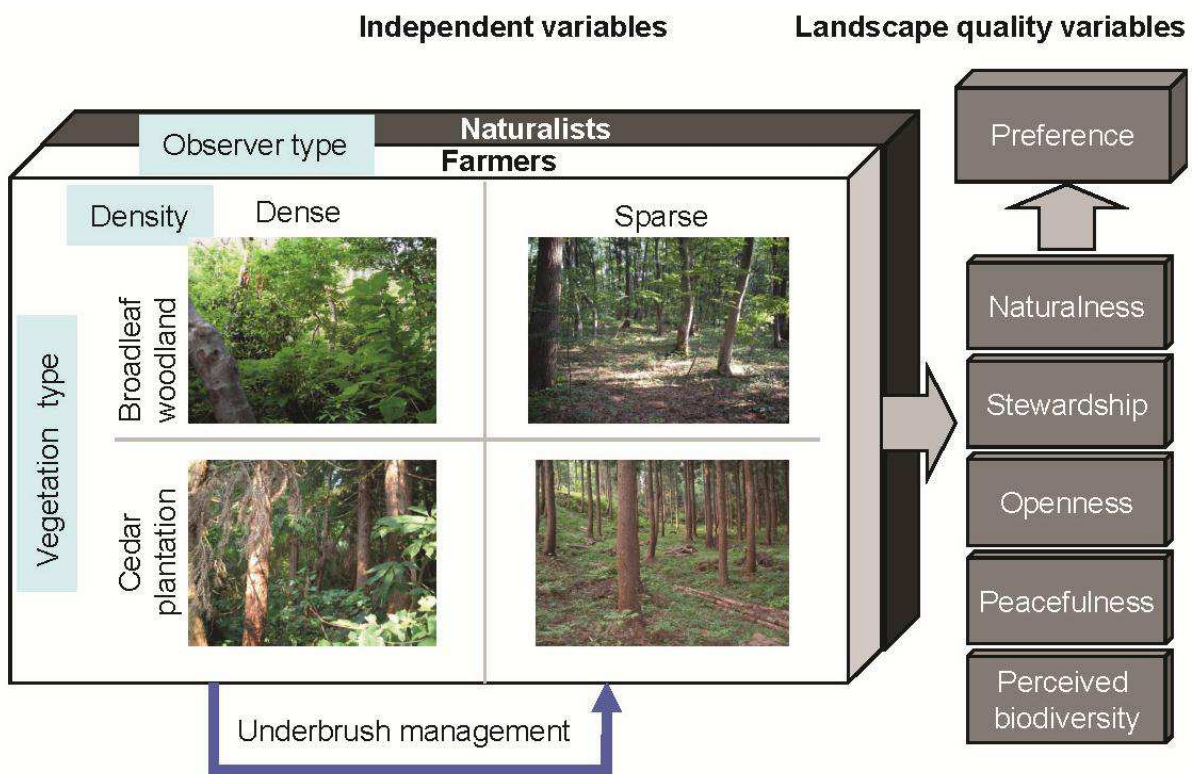 Independent variables
Landscape quality variables
Naturalists
Observer type
Farmers
Preference
Density
Dense
Sparse
Vegetation type
Broadleaf
woodland
Cedar
plantation
Naturalness
Stewardship
Openness
Peacefulness
Perceived
biodiversity
Underbrush management